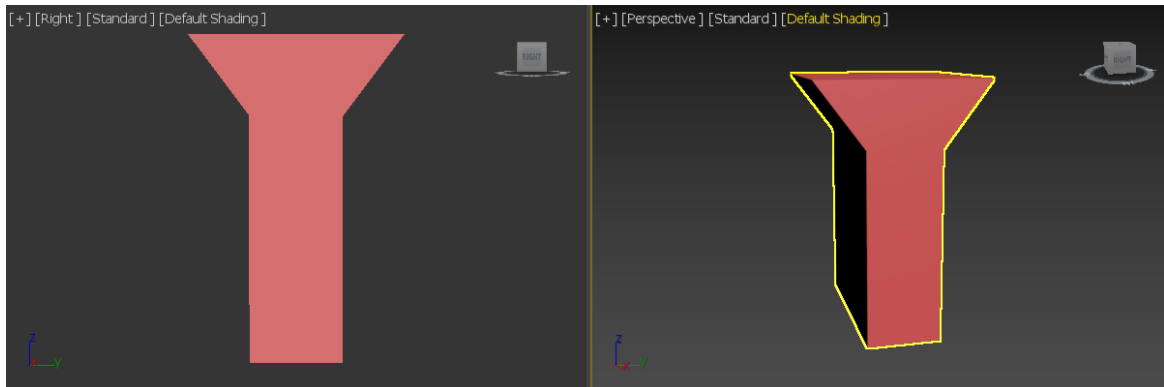 [+] [Right ] [Standard ] [Default Shading ]
RIGHT
z
x
y
[+] [Perspective ] [Standard ] [Default Shading ]
RIGHT
z
x
y